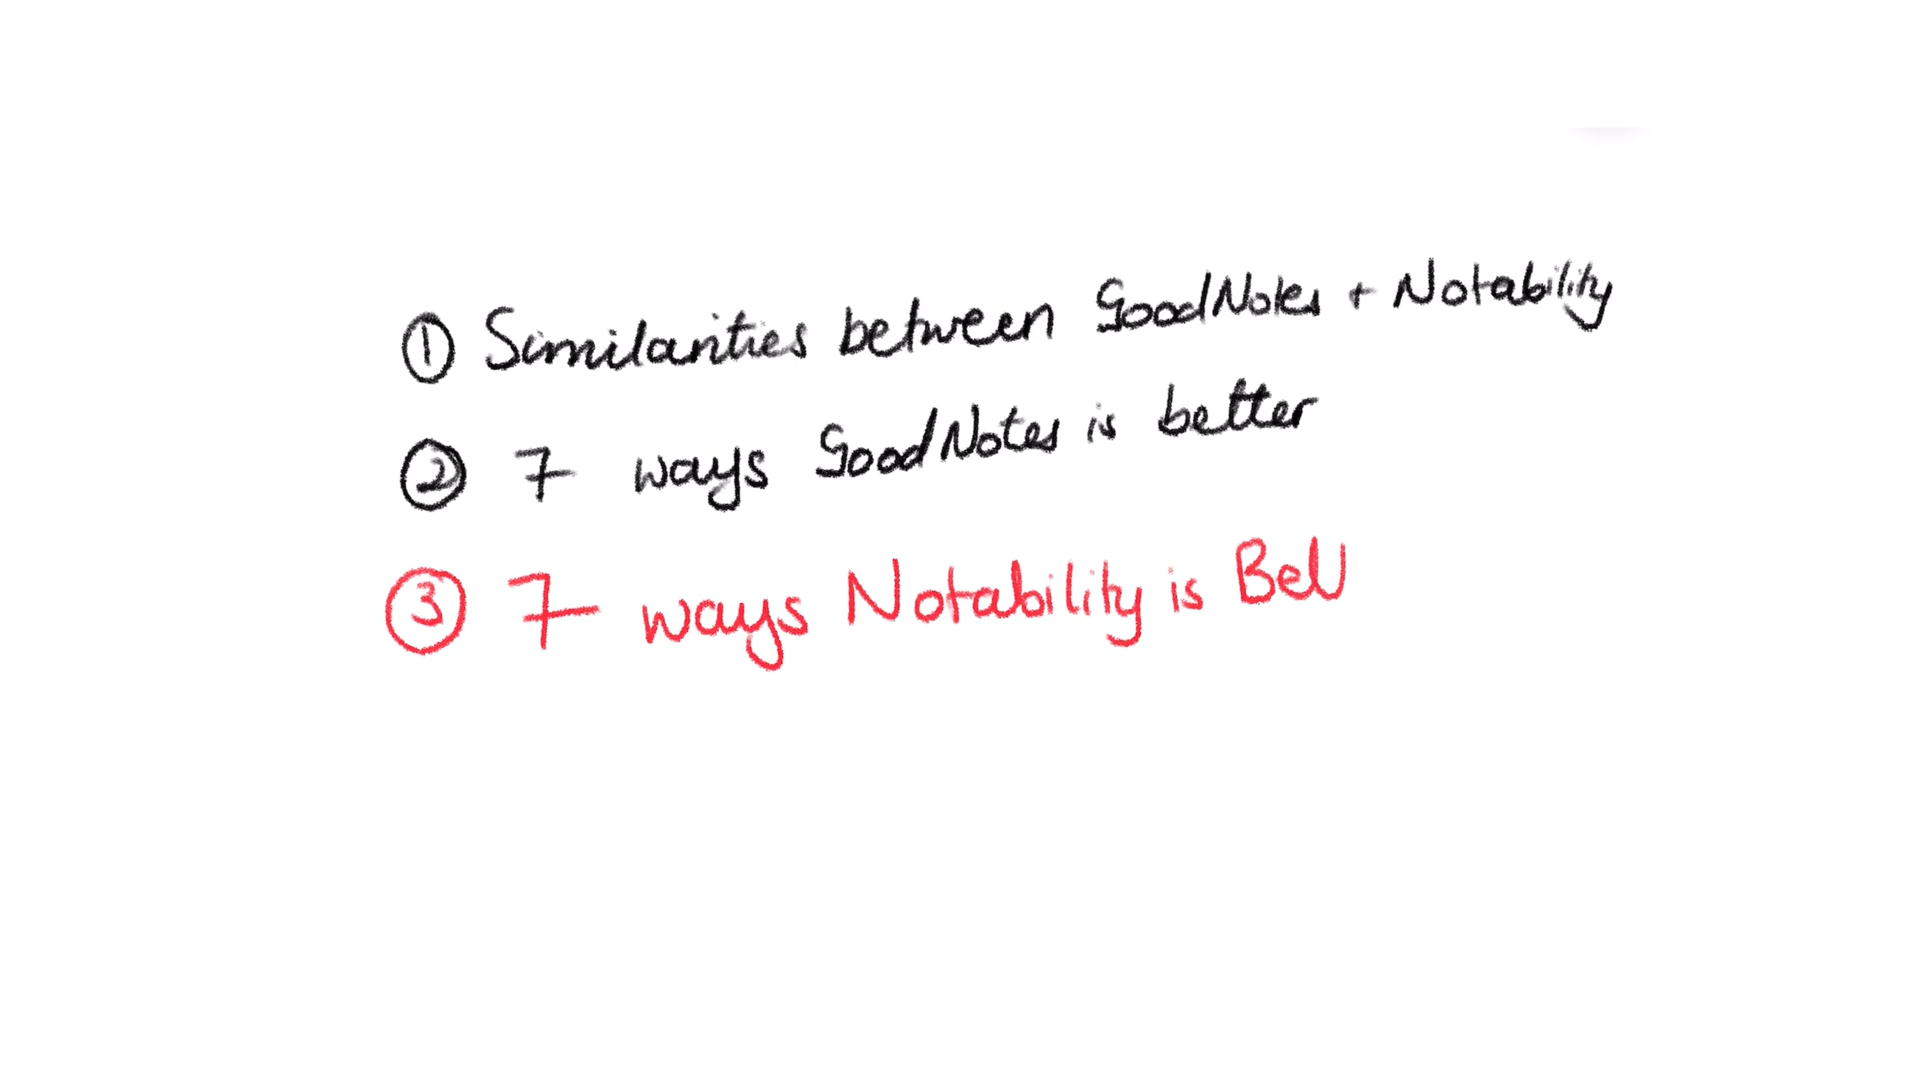 ① Similarities between GoodNotes + Notability
② 7 ways GoodNotes is better
③ 7 ways Notability is